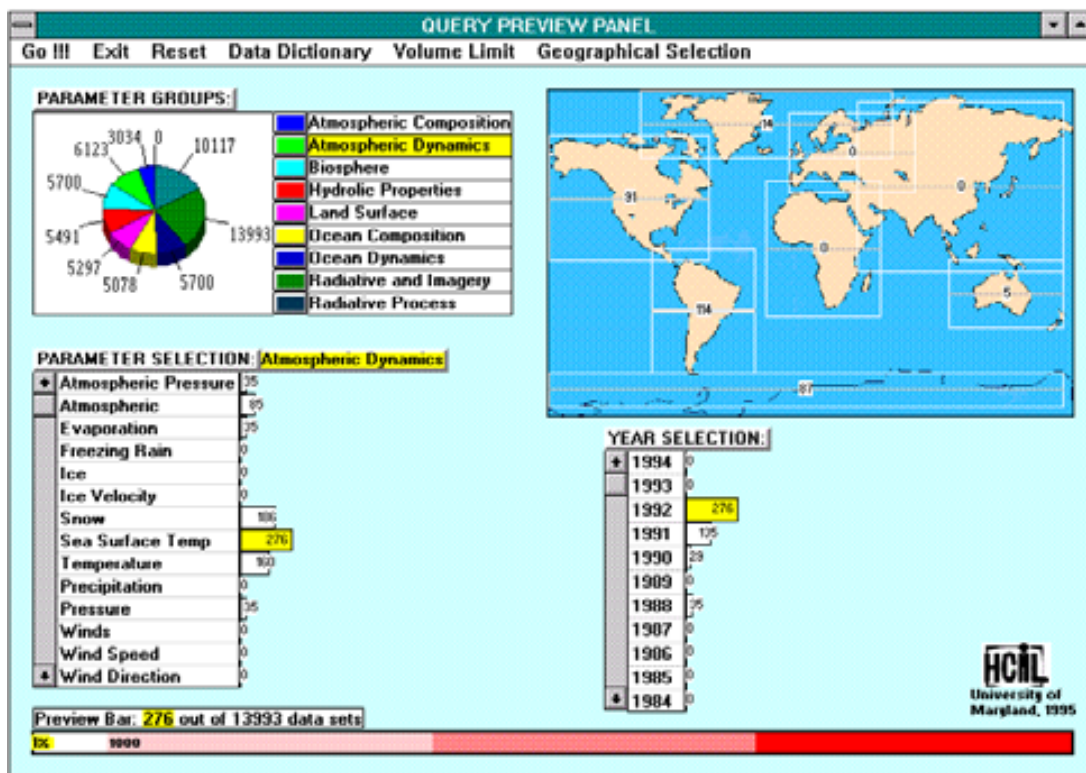 QUERY PREVIEW PANEL
Go !!! Exit Reset Data Dictionary Volume Limit Geographical Selection
PARAMETER GROUPS:
3034 0
6123
10117
5700
5491
13993
5297
5078
5700
Atmospheric Composition
Atmospheric Dynamics
Biosphere
Hydrolic Properties
Land Surface
Ocean Composition
Ocean Dynamics
Radiative and Imagery
Radiative Process
14
0
91
0
0
5
114
87
PARAMETER SELECTION: Atmospheric Dynamics
Atmospheric Pressure 35
Atmospheric 85
Evaporation 35
Freezing Rain 0
Ice 0
Ice Velocity 0
Snow 186
Sea Surface Temp 276
Temperature 160
Precipitation 0
Pressure 35
Winds 0
Wind Speed 0
Wind Direction 0
YEAR SELECTION:
1994 0
1993 0
1992 276
1991 135
1990 29
1989 0
1988 35
1987 0
1986 0
1985 0
1984 0
HCIL
University of
Maryland, 1995
Preview Bar: 276 out of 13993 data sets
1% 1000